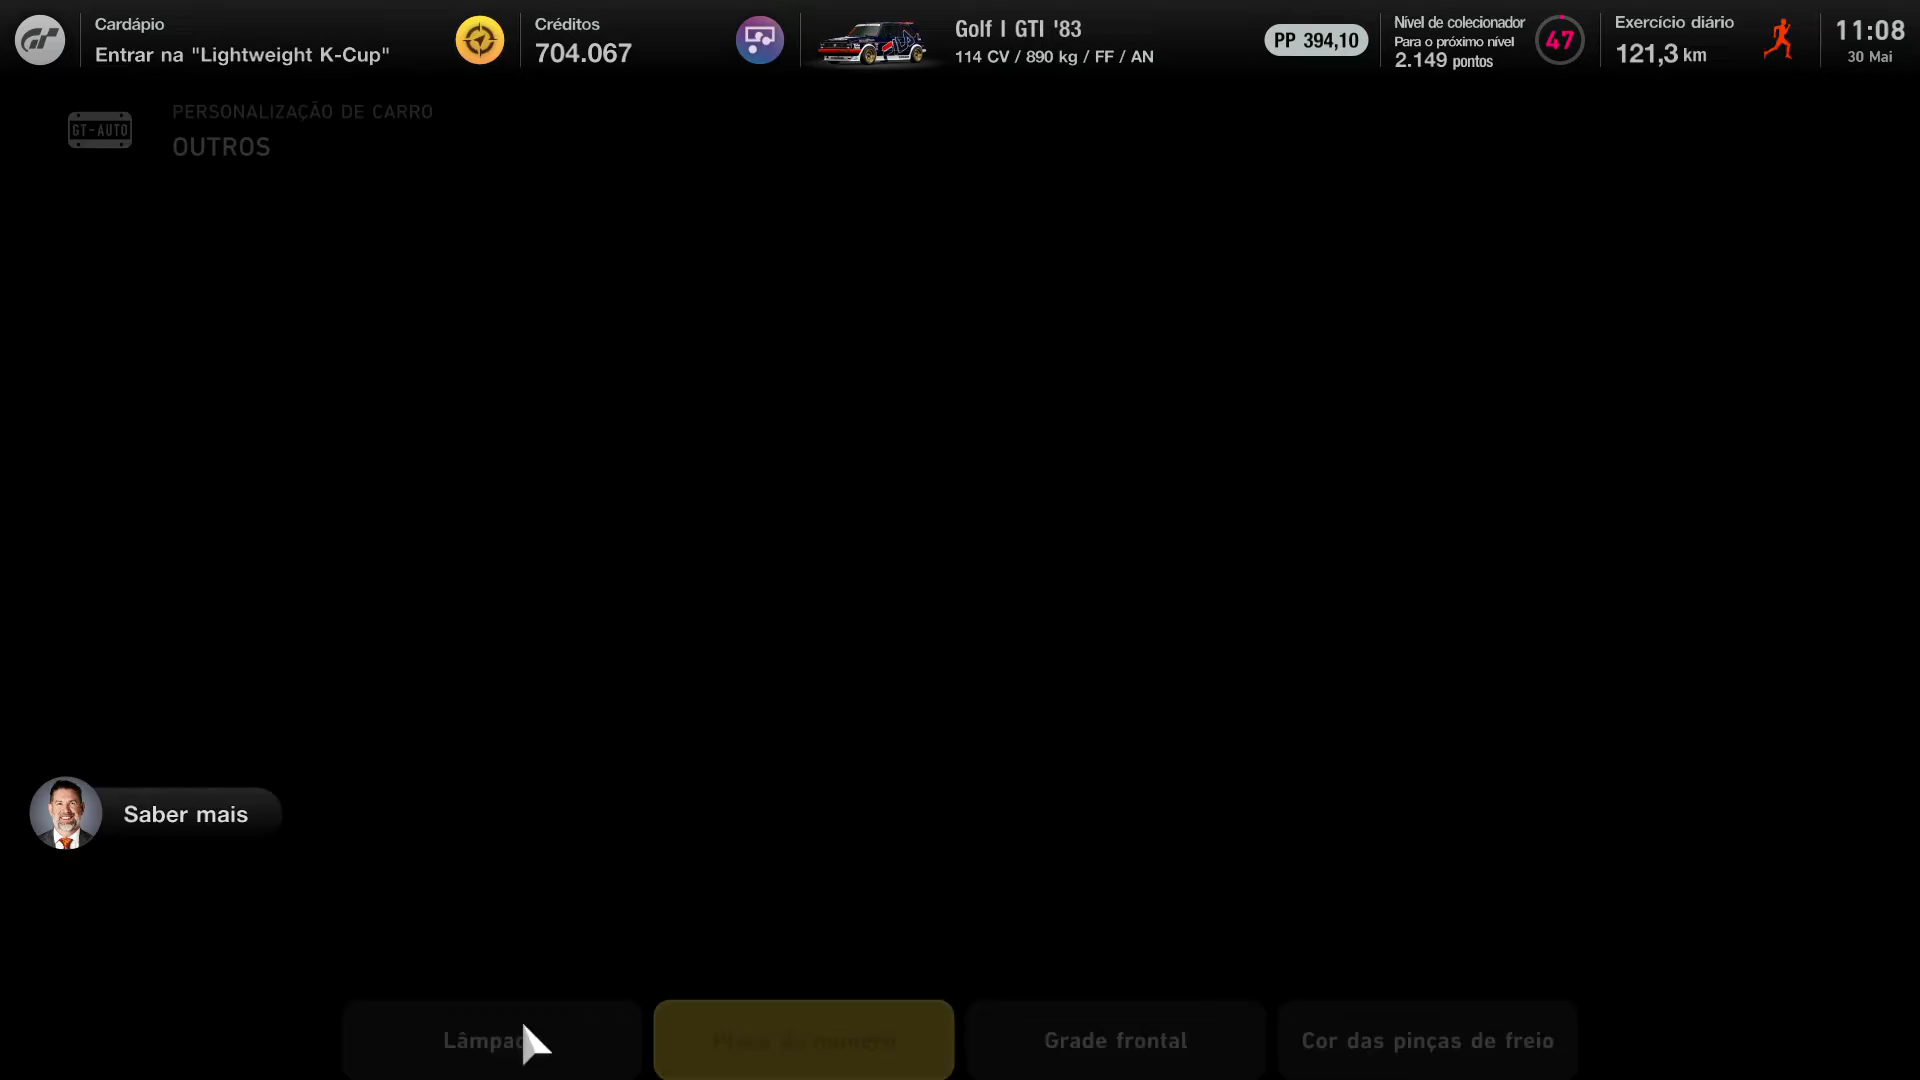 Cardápio
Entrar na "Lightweight K-Cup"
Créditos
704.067
Golf I GTI '83
114 CV / 890 kg / FF / AN
PP 394,10
Nível de colecionador
Para o próximo nível
2.149 pontos
47
Exercício diário
121,3 km
11:08
30 Mai
GT-AUTO
PERSONALIZAÇÃO DE CARRO
OUTROS
Saber mais
Grade frontal
Cor das pinças de freio